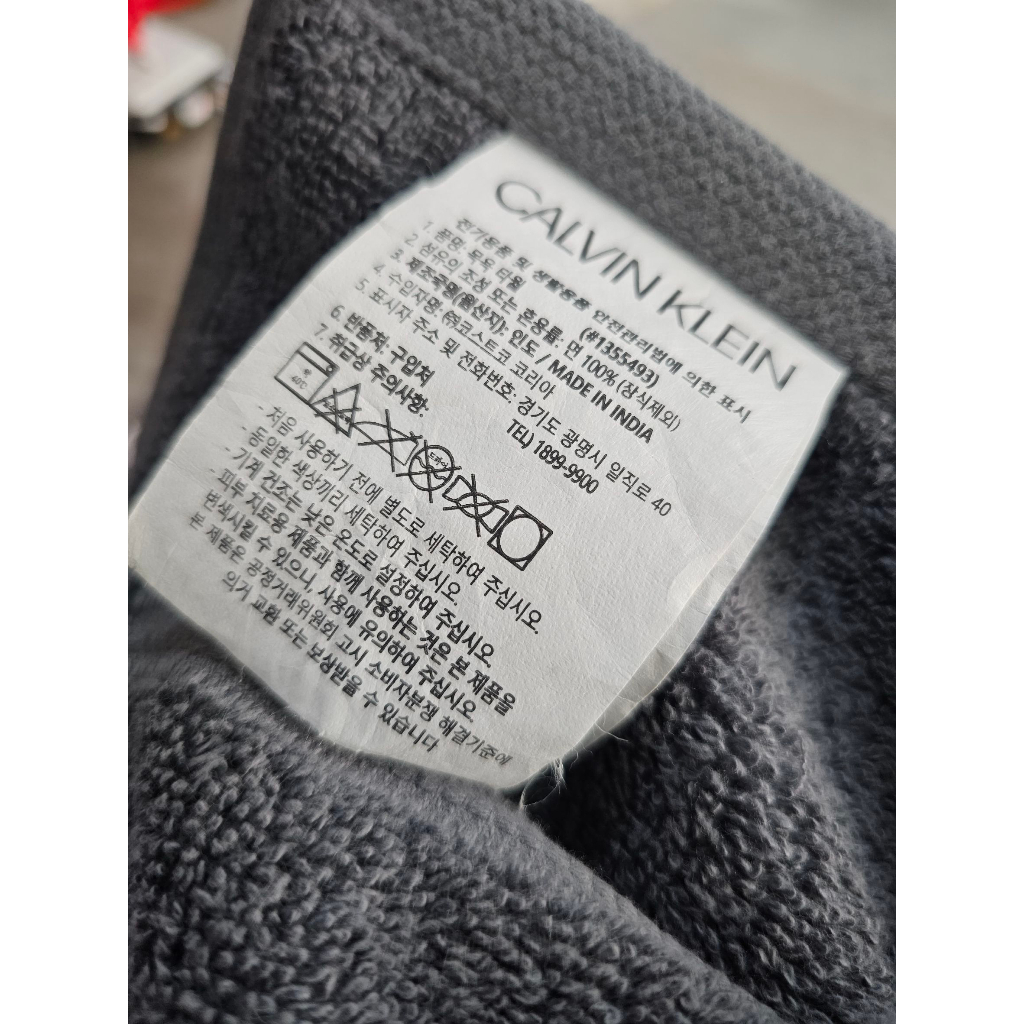 CALVIN KLEIN
전기용품 및 생활용품 안전관리법에 의한 표시
(#1355493)
1. 품명: 목욕 타월
2. 섬유의 조성 또는 혼용률: 면 100% (장식제외)
3. 제조국명(원산지): 인도 / MADE IN INDIA
4. 수입자명: ㈜코스트코 코리아
5. 표시자 주소 및 전화번호: 경기도 광명시 일직로 40
TEL) 1899-9900
6. 반품처: 구입처
7. 취급상 주의사항:
40℃
드라이
- 처음 사용하기 전에 별도로 세탁하여 주십시오.
- 동일한 색상끼리 세탁하여 주십시오.
- 기계 건조는 낮은 온도로 설정하여 주십시오.
- 피부 치료용 제품과 함께 사용하는 것은 본 제품을
변색시킬 수 있으니, 사용에 유의하여 주십시오.
본 제품은 공정거래위원회 고시 소비자분쟁 해결기준에
의거 교환 또는 보상받을 수 있습니다